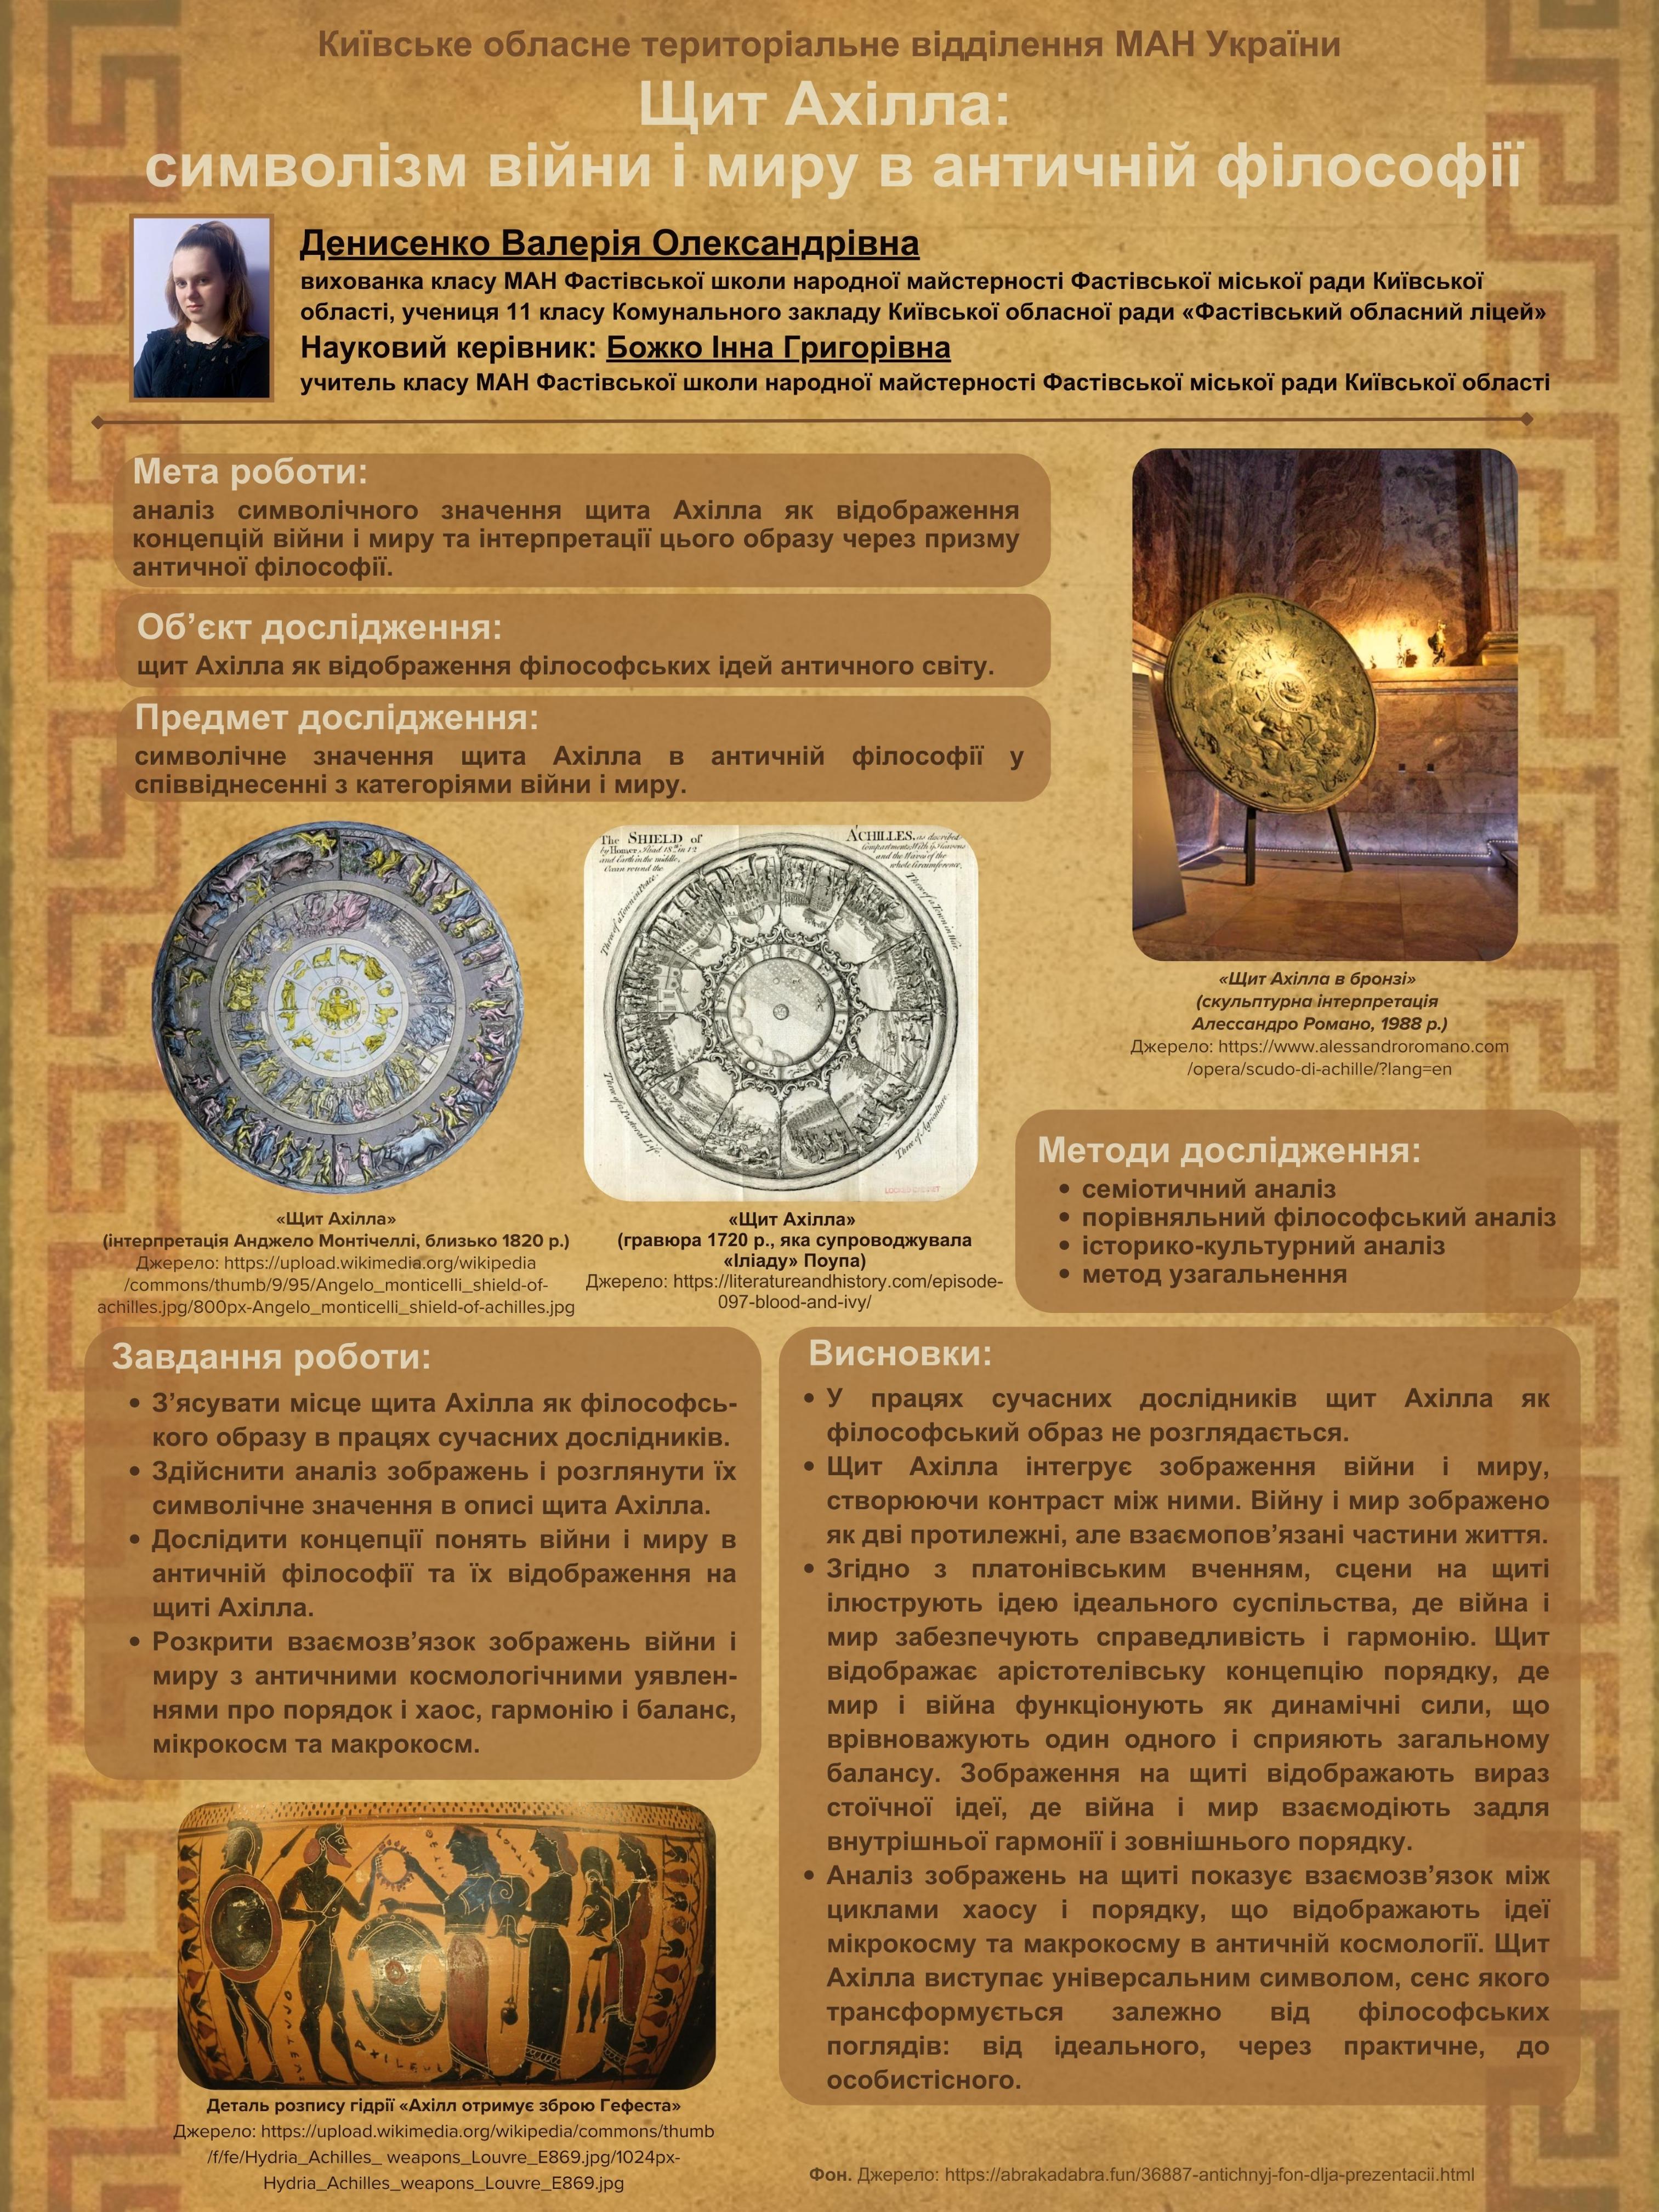 Київське обласне територіальне відділення МАН України
Щит Ахілла:
символізм війни і миру в античній філософії
Денисенко Валерія Олександрівна
вихованка класу МАН Фастівської школи народної майстерності Фастівської міської ради Київської
області, учениця 11 класу Комунального закладу Київської обласної ради «Фастівський обласний ліцей»
Науковий керівник: Божко Інна Григорівна
учитель класу МАН Фастівської школи народної майстерності Фастівської міської ради Київської області
Мета роботи:
аналіз символічного значення щита Ахілла як відображення
концепцій війни і миру та інтерпретації цього образу через призму
античної філософії.
Об’єкт дослідження:
щит Ахілла як відображення філософських ідей античного світу.
Предмет дослідження:
символічне значення щита Ахілла в античній філософії у
співвіднесенні з категоріями війни і миру.
«Щит Ахілла в бронзі»
(скульптурна інтерпретація
Алессандро Романо, 1988 р.)
Джерело: https://www.alessandroromano.com
/opera/scudo-di-achille/?lang=en
The SHIELD of
by Homer Iliad 18th in 12
and Earth in the middle,
Ocean round the
ACHILLES, as described
Compartments With ye Heavens
and the Waves of the
whole Circumference.
Three of a Town in Peace.
Three of a Town in War.
Three of a Pastoral Life.
Three of Agriculture.
«Щит Ахілла»
(інтерпретація Анджело Монтічеллі, близько 1820 р.)
Джерело: https://upload.wikimedia.org/wikipedia
/commons/thumb/9/95/Angelo_monticelli_shield-of-
achilles.jpg/800px-Angelo_monticelli_shield-of-achilles.jpg
«Щит Ахілла»
(гравюра 1720 р., яка супроводжувала
«Іліаду» Поупа)
Джерело: https://literatureandhistory.com/episode-
097-blood-and-ivy/
Методи дослідження:
• семіотичний аналіз
• порівняльний філософський аналіз
• історико-культурний аналіз
• метод узагальнення
Завдання роботи:
• З’ясувати місце щита Ахілла як філософсь-
кого образу в працях сучасних дослідників.
• Здійснити аналіз зображень і розглянути їх
символічне значення в описі щита Ахілла.
• Дослідити концепції понять війни і миру в
античній філософії та їх відображення на
щиті Ахілла.
• Розкрити взаємозв’язок зображень війни і
миру з античними космологічними уявлен-
нями про порядок і хаос, гармонію і баланс,
мікрокосм та макрокосм.
Висновки:
• У працях сучасних дослідників щит Ахілла як
філософський образ не розглядається.
• Щит Ахілла інтегрує зображення війни і миру,
створюючи контраст між ними. Війну і мир зображено
як дві протилежні, але взаємопов’язані частини життя.
• Згідно з платонівським вченням, сцени на щиті
ілюструють ідею ідеального суспільства, де війна і
мир забезпечують справедливість і гармонію. Щит
відображає арістотелівську концепцію порядку, де
мир і війна функціонують як динамічні сили, що
врівноважують один одного і сприяють загальному
балансу. Зображення на щиті відображають вираз
стоїчної ідеї, де війна і мир взаємодіють задля
внутрішньої гармонії і зовнішнього порядку.
• Аналіз зображень на щиті показує взаємозв’язок між
циклами хаосу і порядку, що відображають ідеї
мікрокосму та макрокосму в античній космології. Щит
Ахілла виступає універсальним символом, сенс якого
трансформується залежно від філософських
поглядів: від ідеального, через практичне, до
особистісного.
Деталь розпису гідрії «Ахілл отримує зброю Гефеста»
Джерело: https://upload.wikimedia.org/wikipedia/commons/thumb
/f/fe/Hydria_Achilles_ weapons_Louvre_E869.jpg/1024px-
Hydria_Achilles_weapons_Louvre_E869.jpg
Фон. Джерело: https://abrakadabra.fun/36887-antichnyj-fon-dlja-prezentacii.html